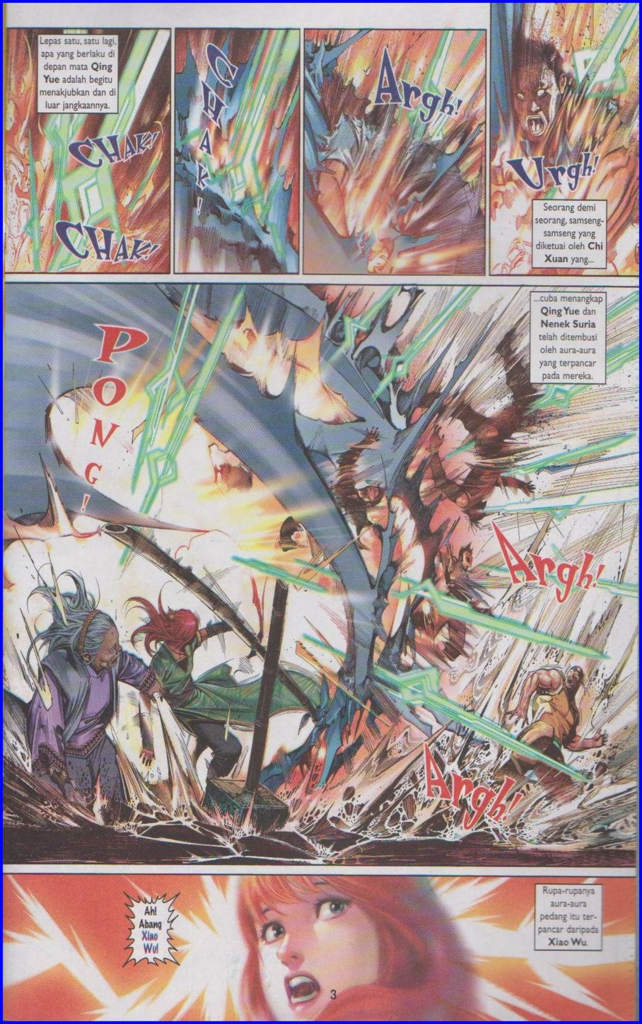 Lepas satu, satu lagi,
apa yang berlaku di
depan mata Qing
Yue adalah begitu
menakjubkan dan di
luar jangkaannya.
CHAK!
CHAK!
CHAK!
Argh!
Urgh!
Seorang demi
seorang, samseng-
samseng yang
diketuai oleh Chi
Xuan yang...
...cuba menangkap
Qing Yue dan
Nenek Suria
telah ditembusi
oleh aura-aura
yang terpancar
pada mereka.
PONG!
Argh!
Argh!
Ah!
Abang
Xiao
Wu!
Rupa-rupanya
aura-aura
pedang itu ter-
pancar daripada
Xiao Wu.
3